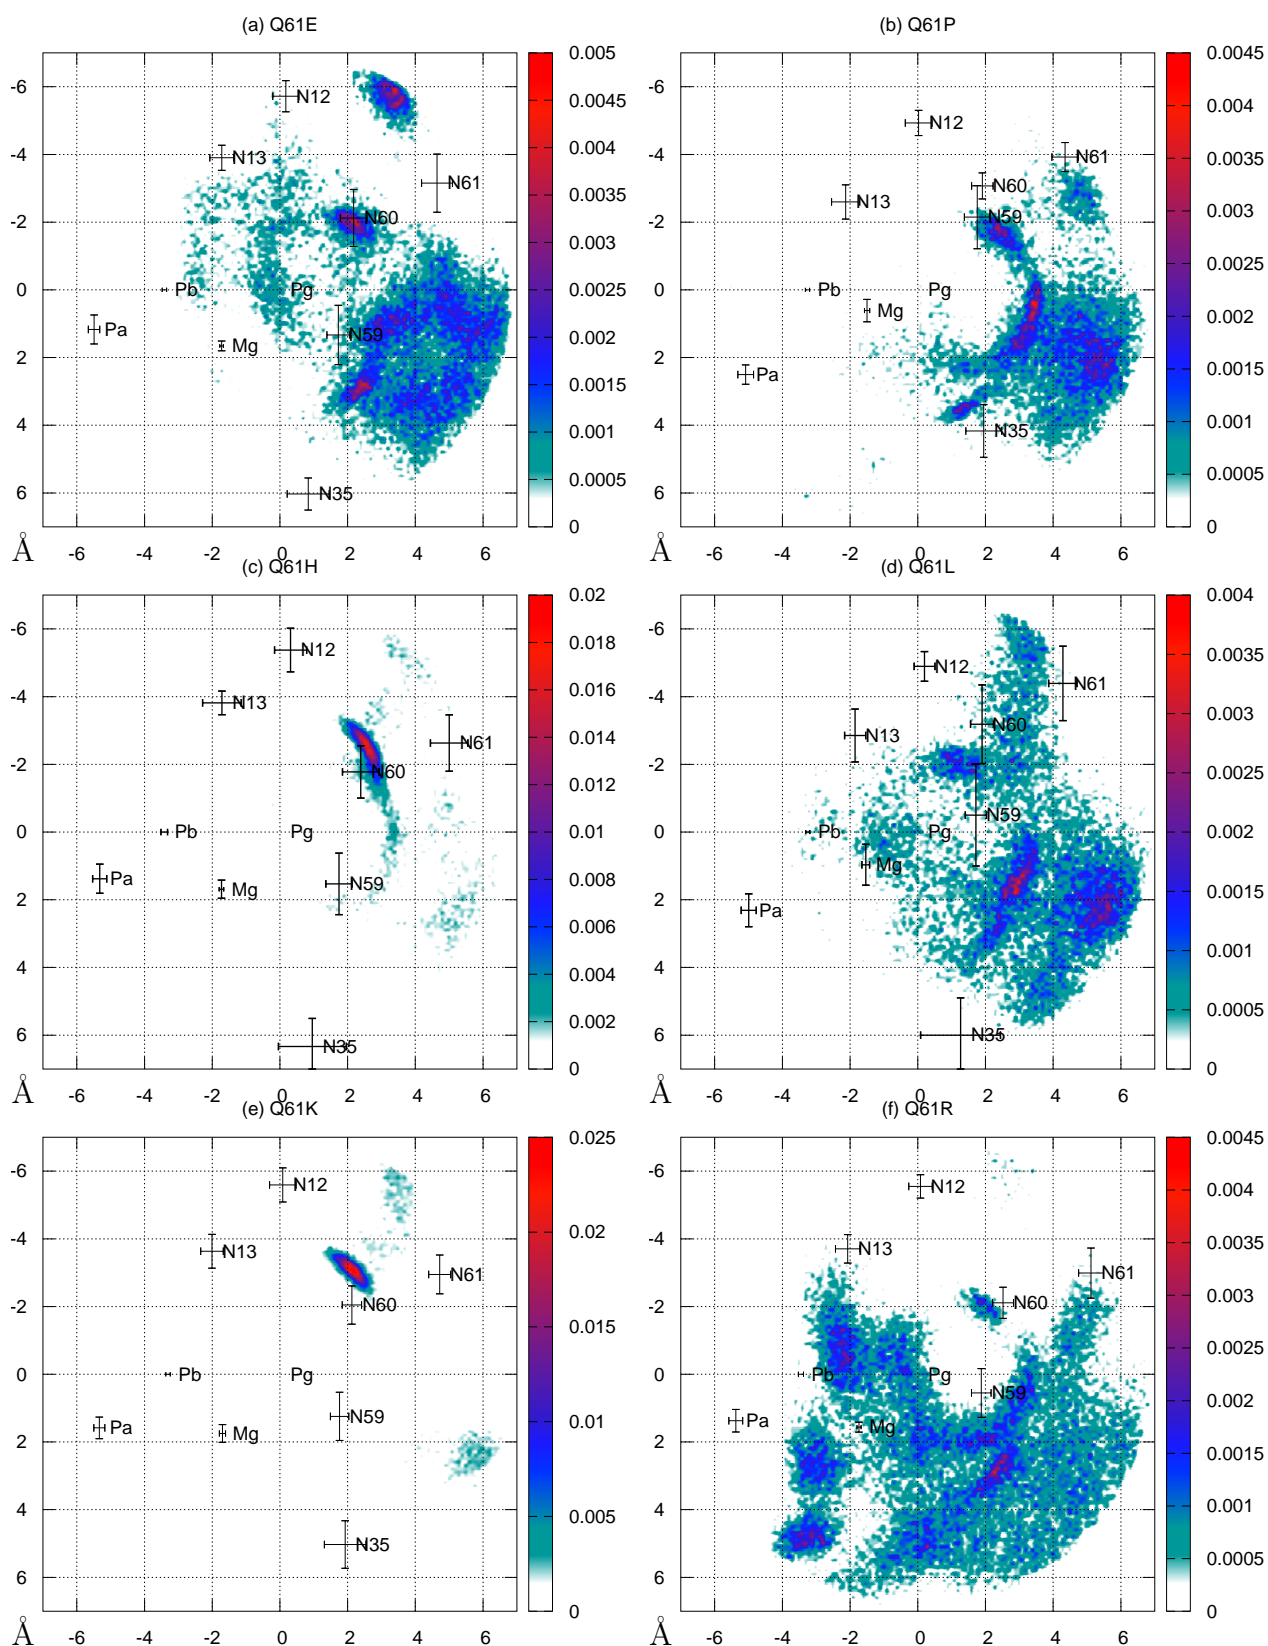 (a) Q61E
(b) Q61P
-6 -4 -2 0 2 4 6
0.005 0.0045 0.004 0.0035 0.003 0.0025 0.002 0.0015 0.001 0.0005 0
N12
N13
N61
N60
Pb
Pg
Pa
Mg
N59
N35
Å
-6 -4 -2 0 2 4 6
-6 -4 -2 0 2 4 6
0.0045 0.004 0.0035 0.003 0.0025 0.002 0.0015 0.001 0.0005 0
N12
N61
N60
N13
N59
Pb
Pg
Mg
Pa
N35
Å
-6 -4 -2 0 2 4 6
(c) Q61H
(d) Q61L
-6 -4 -2 0 2 4 6
0.02 0.018 0.016 0.014 0.012 0.01 0.008 0.006 0.004 0.002 0
N12
N13
N61
N60
Pb
Pg
Pa
Mg
N59
N35
Å
-6 -4 -2 0 2 4 6
-6 -4 -2 0 2 4 6
0.004 0.0035 0.003 0.0025 0.002 0.0015 0.001 0.0005 0
N12
N61
N60
N13
N59
Pb
Pg
Mg
Pa
N35
Å
-6 -4 -2 0 2 4 6
(e) Q61K
(f) Q61R
-6 -4 -2 0 2 4 6
0.025 0.02 0.015 0.01 0.005 0
N12
N13
N61
N60
Pb
Pg
N59
Pa
Mg
N35
Å
-6 -4 -2 0 2 4 6
-6 -4 -2 0 2 4 6
0.0045 0.004 0.0035 0.003 0.0025 0.002 0.0015 0.001 0.0005 0
N12
N13
N61
N60
Pb
Pg
N59
Pa
Mg
Å
-6 -4 -2 0 2 4 6